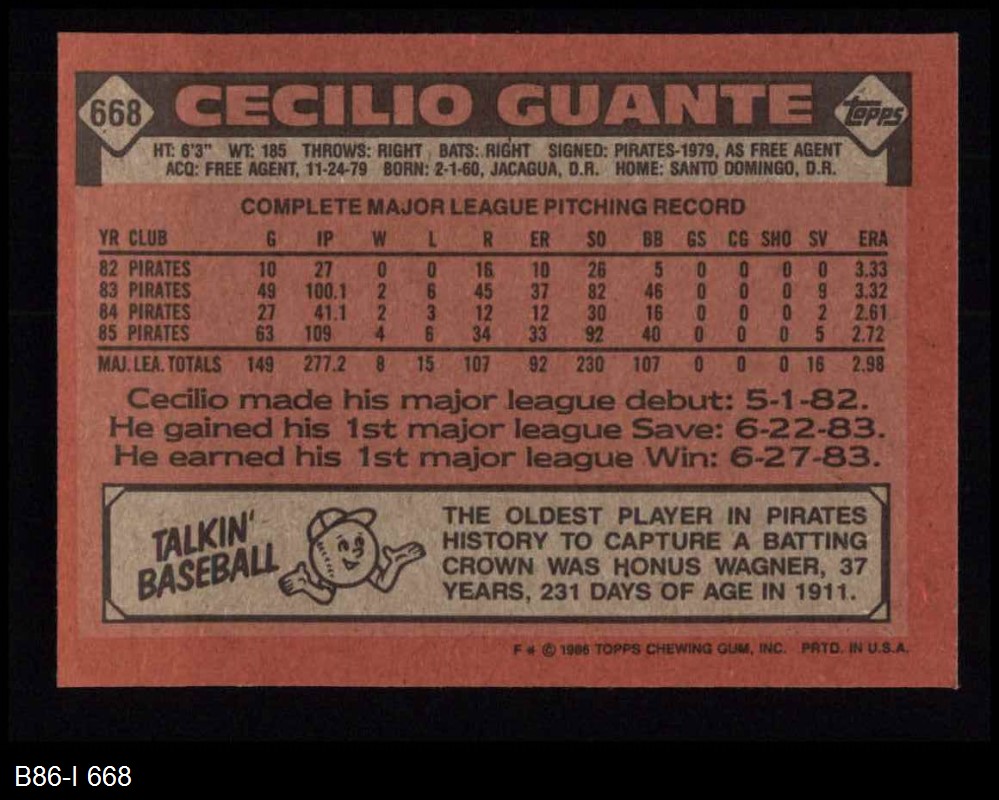 668 CECILIO GUANTE topps
HT: 6'3" WT: 185 THROWS: RIGHT BATS: RIGHT SIGNED: PIRATES-1979, AS FREE AGENT
ACQ: FREE AGENT, 11-24-79 BORN: 2-1-60, JACAGUA, D.R. HOME: SANTO DOMINGO, D.R.
COMPLETE MAJOR LEAGUE PITCHING RECORD
YR CLUB G IP W L R ER SO BB GS CG SHO SV ERA
82 PIRATES 10 27 0 0 16 10 26 5 0 0 0 0 3.33
83 PIRATES 49 100.1 2 6 45 37 82 46 0 0 0 9 3.32
84 PIRATES 27 41.1 2 3 12 12 30 16 0 0 0 2 2.61
85 PIRATES 63 109 4 6 34 33 92 40 0 0 0 5 2.72
MAJ. LEA. TOTALS 149 277.2 8 15 107 92 230 107 0 0 0 16 2.98
Cecilio made his major league debut: 5-1-82.
He gained his 1st major league Save: 6-22-83.
He earned his 1st major league Win: 6-27-83.
TALKIN'
BASEBALL
THE OLDEST PLAYER IN PIRATES
HISTORY TO CAPTURE A BATTING
CROWN WAS HONUS WAGNER, 37
YEARS, 231 DAYS OF AGE IN 1911.
F * © 1986 TOPPS CHEWING GUM, INC. PRTD. IN U.S.A.
B86-I 668